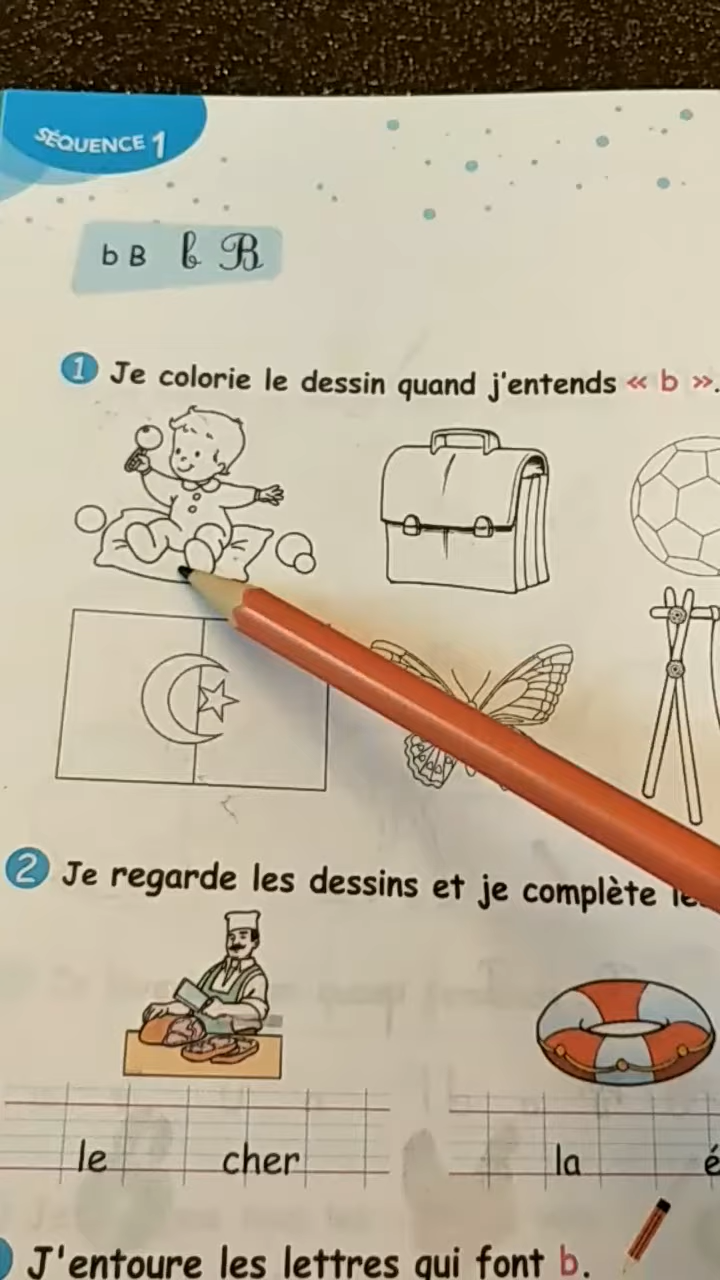 SÉQUENCE 1
b B b B
1 Je colorie le dessin quand j'entends « b ».
2 Je regarde les dessins et je complète
le cher
la é
J'entoure les lettres qui font b.